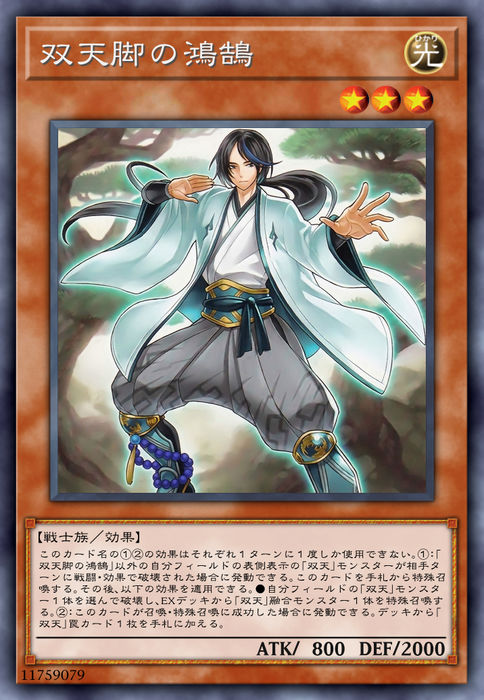 双天脚の鴻鵠
ひかり
光
【戦士族／効果】
このカード名の①②の効果はそれぞれ１ターンに１度しか使用できない。①：「
双天脚の鴻鵠」以外の自分フィールドの表側表示の「双天」モンスターが相手ター
ンに戦闘・効果で破壊された場合に発動できる。このカードを手札から特殊召
喚する。その後、以下の効果を適用できる。●自分フィールドの「双天」モンスタ
ー１体を選んで破壊し、EXデッキから「双天」融合モンスター１体を特殊召喚す
る。②：このカードが召喚・特殊召喚に成功した場合に発動できる。デッキから「
双天」罠カード１枚を手札に加える。
ATK/ 800 DEF/2000
11759079